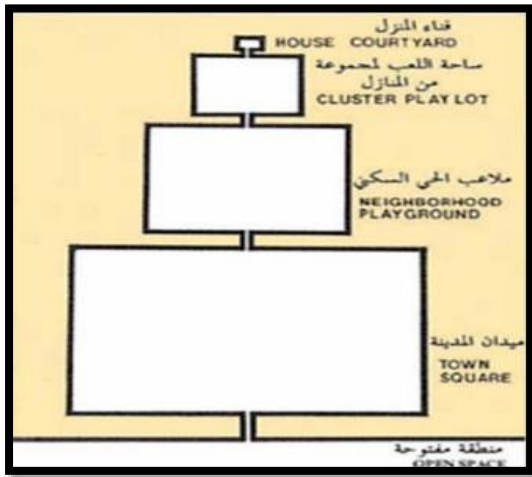 فناء المنزل
HOUSE COURTYARD
ساحة اللعب لمجموعة
من المنازل
CLUSTER PLAY LOT
ملاعب الحي السكني
NEIGHBORHOOD
PLAYGROUND
ميدان المدينة
TOWN
SQUARE
منطقة مفتوحة
OPEN SPACE